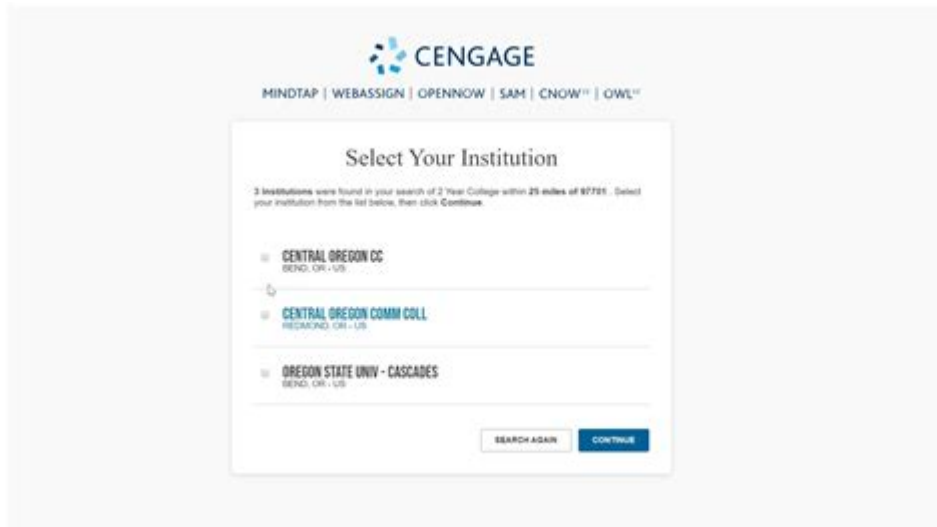 CENGAGE
MINDTAP | WEBASSIGN | OPENNOW | SAM | CNOWv2 | OWLv2
Select Your Institution
3 Institutions were found in your search of 2 Year College within 25 miles of 97701 . Select
your institution from the list below, then click Continue.
CENTRAL OREGON CC
BEND, OR - US
CENTRAL OREGON COMM COLL
REDMOND, OR - US
OREGON STATE UNIV - CASCADES
BEND, OR - US
SEARCH AGAIN
CONTINUE